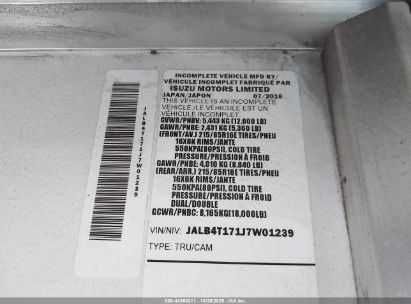 INCOMPLETE VEHICLE MFD BY/
VÉHICULE INCOMPLET FABRIQUÉ PAR
ISUZU MOTORS LIMITED
JAPAN/JAPON 07/2018
THIS VEHICLE IS AN INCOMPLETE
VEHICLE./CE VÉHICULE EST UN
VÉHICULE INCOMPLET
GVWR/PNBV: 5,443 KG (12,000 LB)
GAWR/PNBE: 2,431 KG (5,360 LB)
(FRONT/AV.) 215/85R16E TIRES/PNEU
16X6K RIMS/JANTE
550KPA(80PSI), COLD TIRE
PRESSURE/PRESSION À FROID
GAWR/PNBE: 4,010 KG (8,840 LB)
(REAR/ARR.) 215/85R16E TIRES/PNEU
16X6K RIMS/JANTE
550KPA(80PSI), COLD TIRE
PRESSURE/PRESSION À FROID
DUAL/DOUBLE
GCWR/PNBC: 8,165KG(18,000LB)
VIN/NIV: JALB4T171J7W01239
TYPE: TRU/CAM
JALB4T171J7W01239